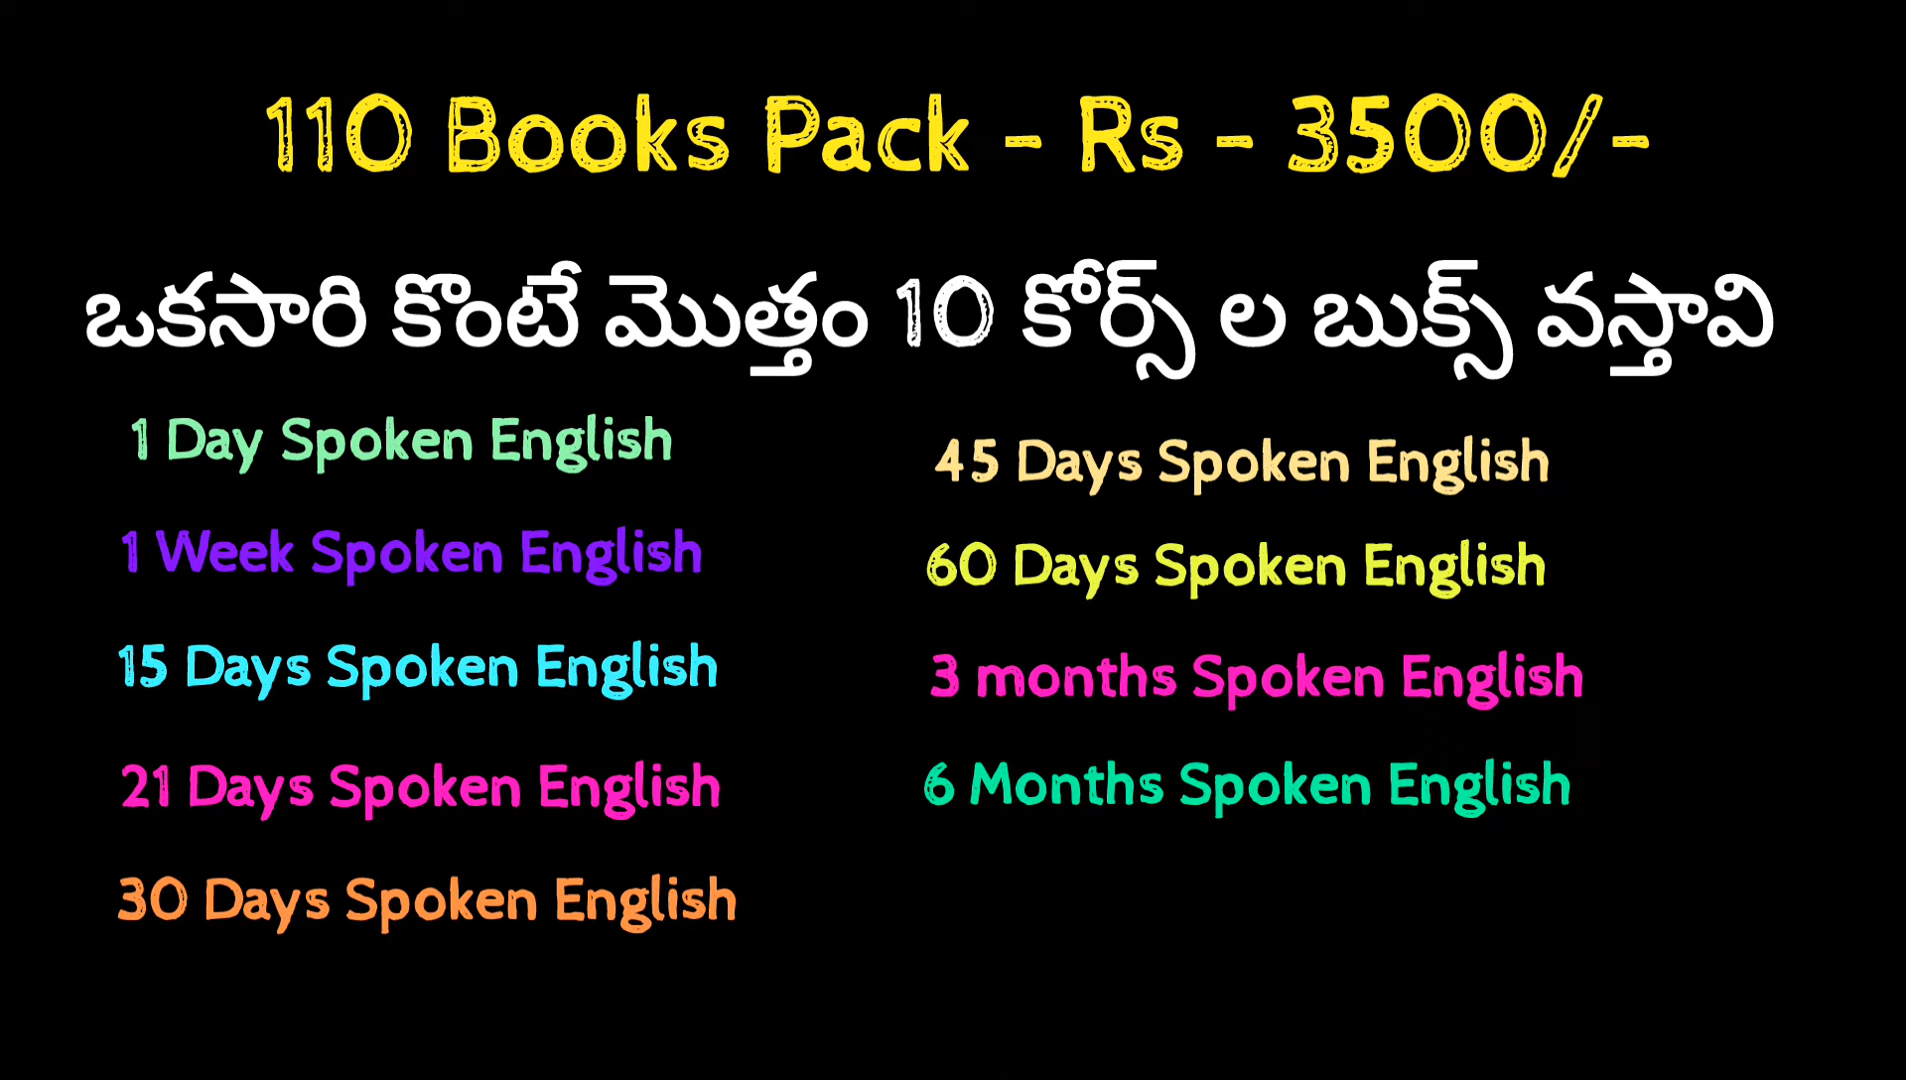 110 Books Pack - Rs - 3500/-
ఒకసారి కొంటే మొత్తం 10 కోర్స్ ల బుక్స్ వస్తావి
1 Day Spoken English
1 Week Spoken English
15 Days Spoken English
21 Days Spoken English
30 Days Spoken English
45 Days Spoken English
60 Days Spoken English
3 months Spoken English
6 Months Spoken English